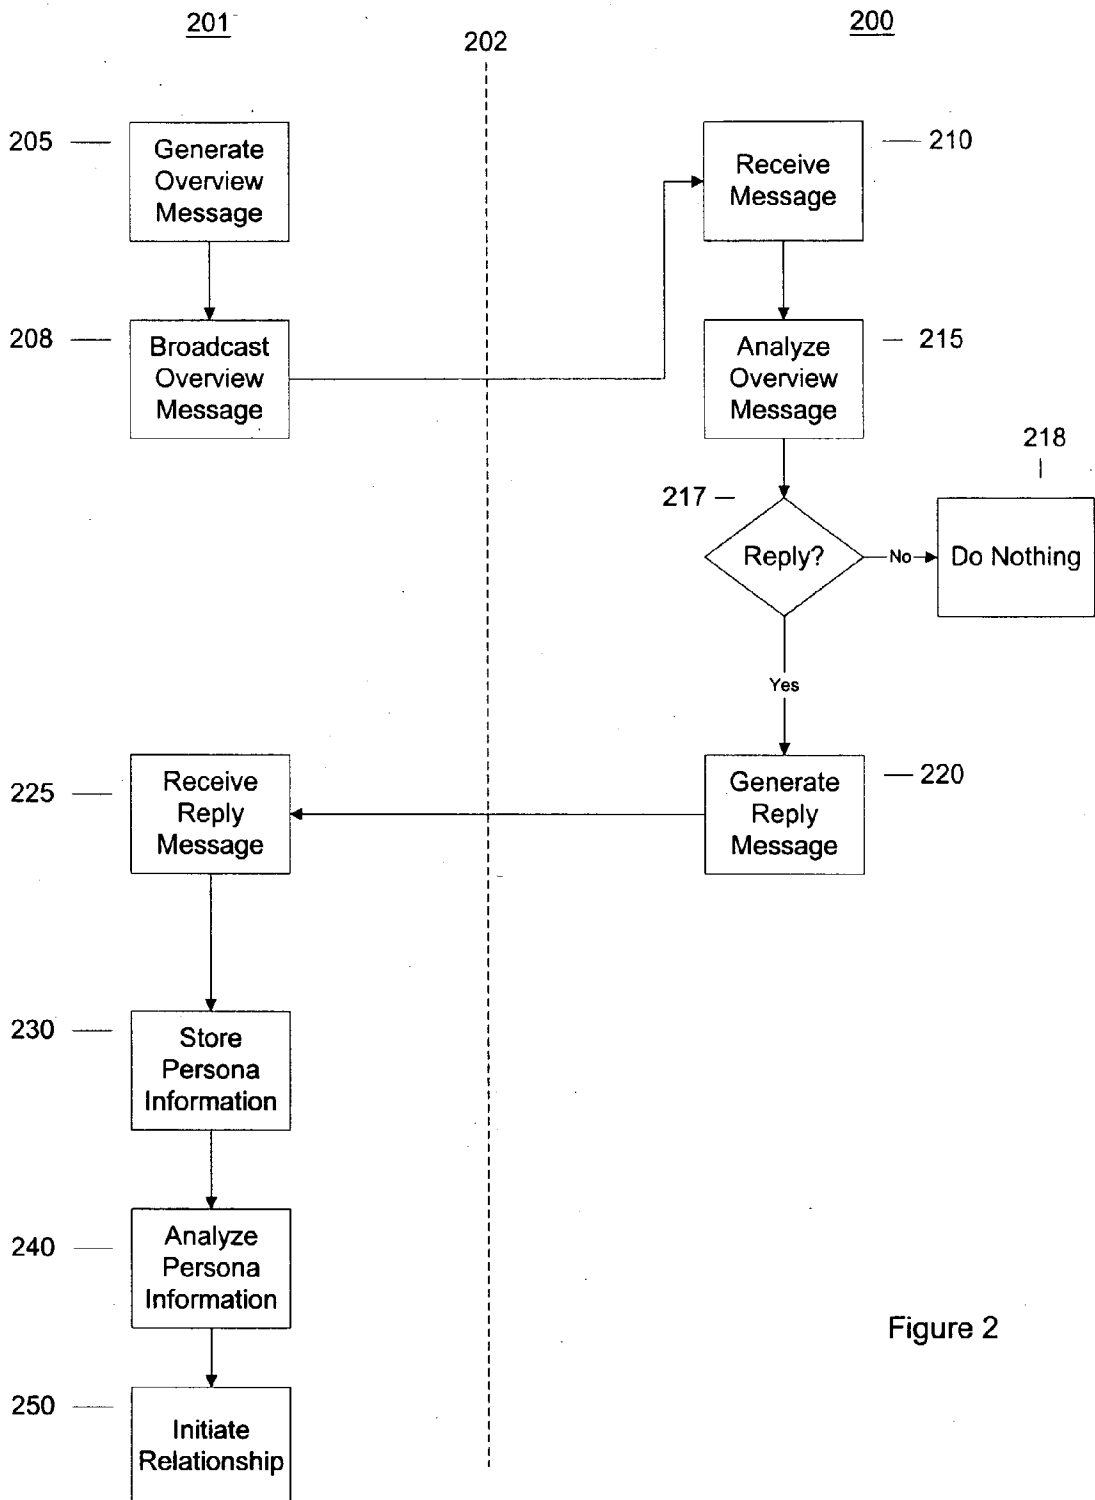 201
202
200
205
Generate
Overview
Message
210
Receive
Message
208
Broadcast
Overview
Message
215
Analyze
Overview
Message
218
217
Reply?
No
Do Nothing
Yes
225
Receive
Reply
Message
220
Generate
Reply
Message
230
Store
Persona
Information
240
Analyze
Persona
Information
Figure 2
250
Initiate
Relationship